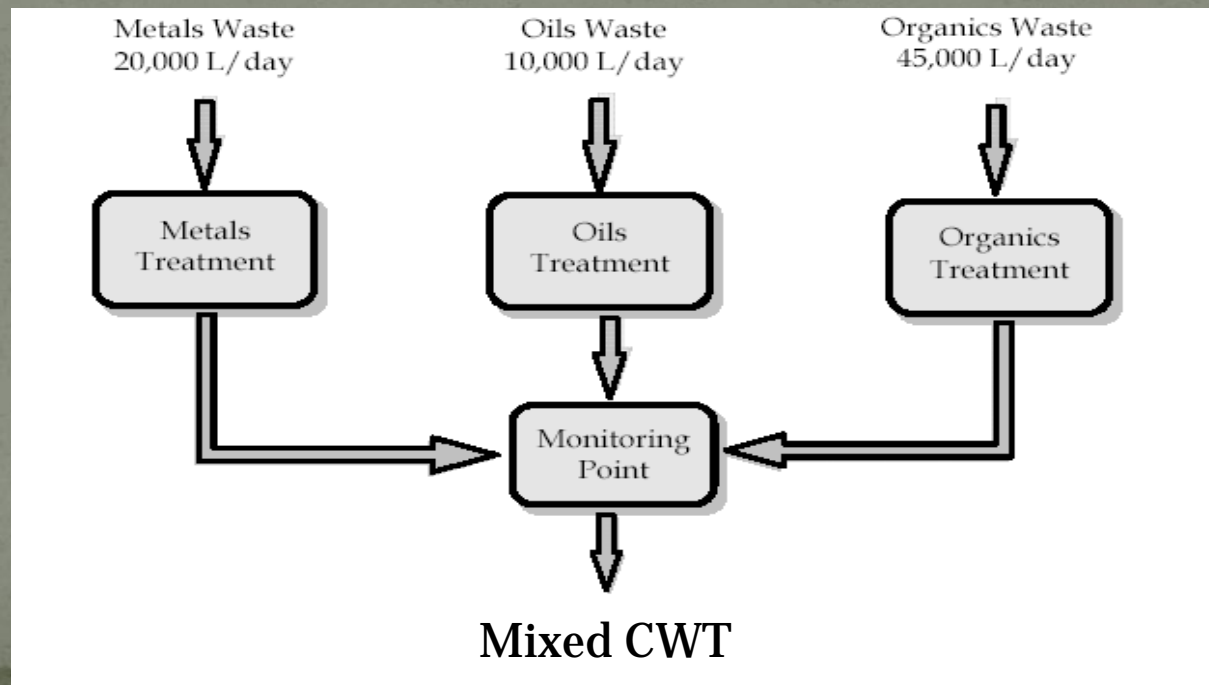 Metals Waste
20,000 L/day
Oils Waste
10,000 L/day
Organics Waste
45,000 L/day
Metals
Treatment
Oils
Treatment
Organics
Treatment
Monitoring
Point
Mixed CWT